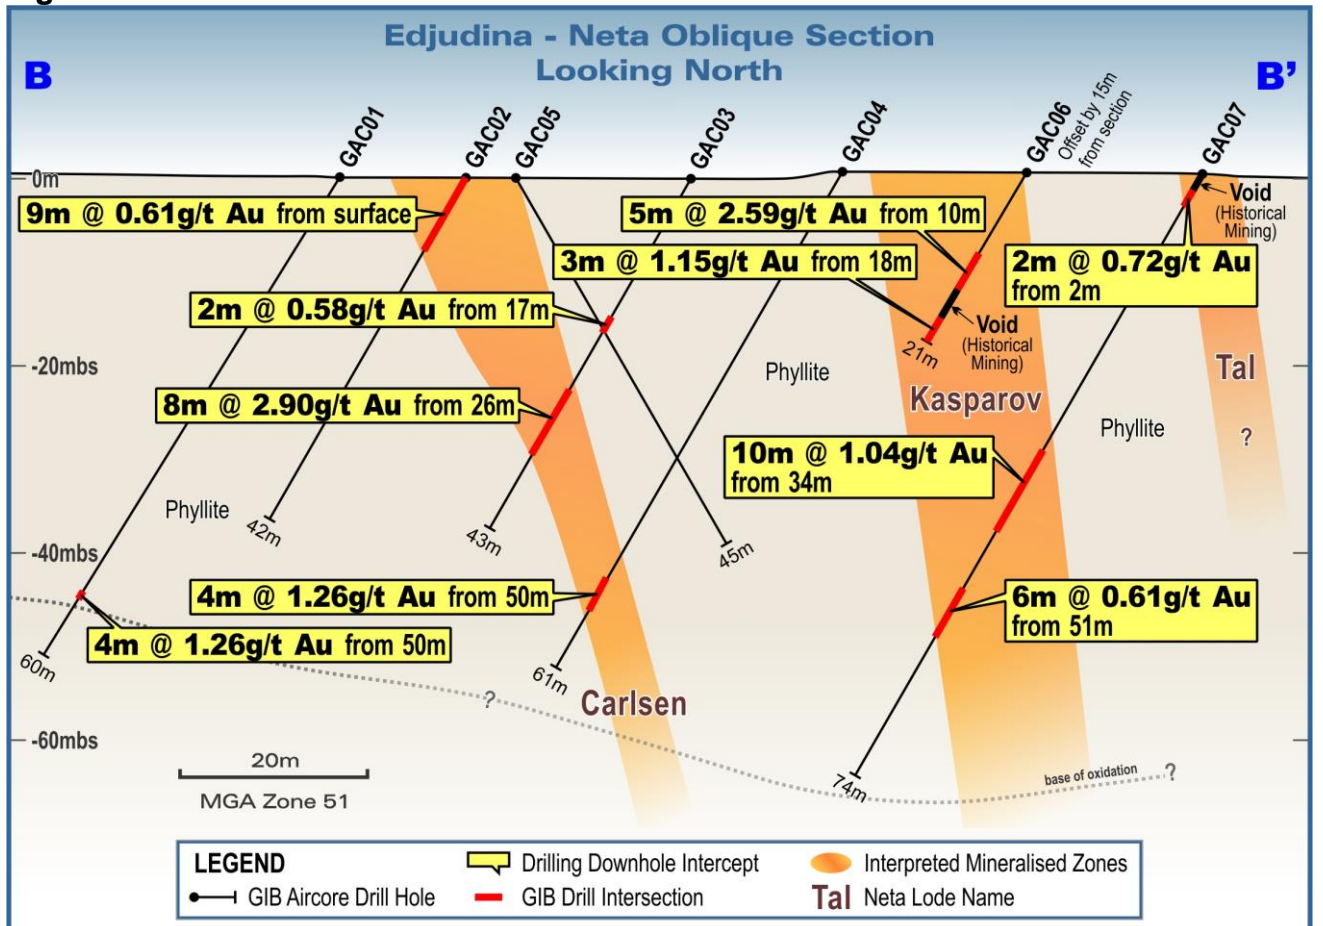 Edjudina - Neta Oblique Section
Looking North
B
B'
GAC01
GAC02
GAC05
GAC03
GAC04
GAC06
Offset by 15m
from section
GAC07
0m
9m @ 0.61g/t Au from surface
5m @ 2.59g/t Au from 10m
Void
(Historical
Mining)
3m @ 1.15g/t Au from 18m
2m @ 0.72g/t Au
from 2m
2m @ 0.58g/t Au from 17m
Void
(Historical
Mining)
21m
-20mbs
Phyllite
Tal
Kasparov
8m @ 2.90g/t Au from 26m
Phyllite
?
10m @ 1.04g/t Au
from 34m
Phyllite
42m
43m
45m
-40mbs
4m @ 1.26g/t Au from 50m
6m @ 0.61g/t Au
from 51m
4m @ 1.26g/t Au from 50m
60m
61m
?
Carlsen
-60mbs
20m
MGA Zone 51
74m
base of oxidation
?
LEGEND
Drilling Downhole Intercept
Interpreted Mineralised Zones
GIB Aircore Drill Hole
GIB Drill Intersection
Tal
Neta Lode Name